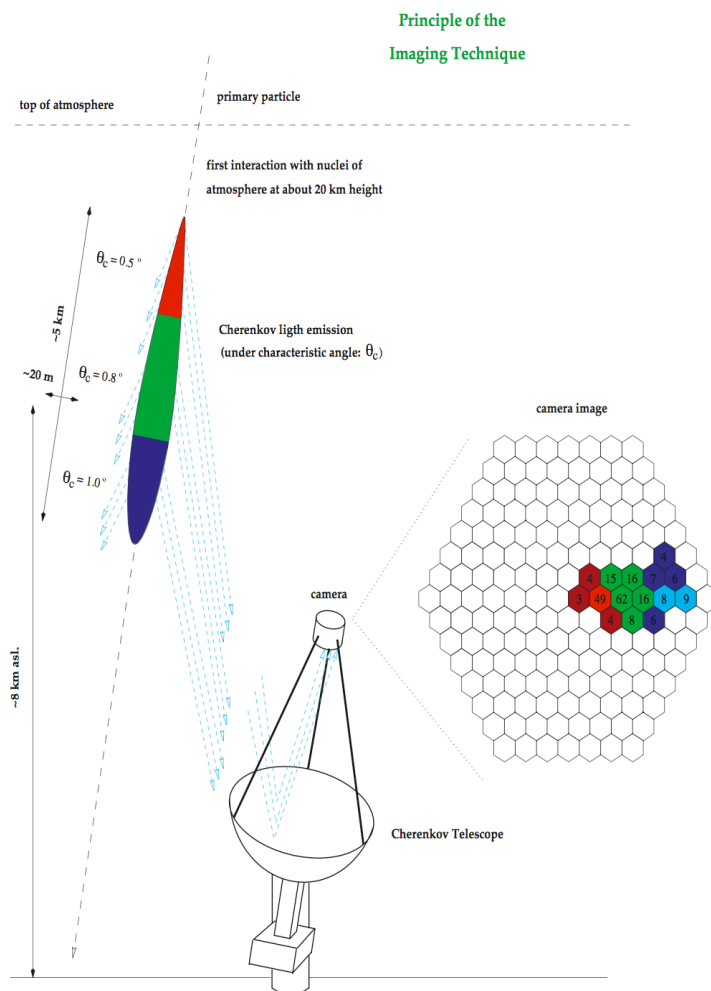 Principle of the
Imaging Technique
primary particle
top of atmosphere
first interaction with nuclei of
atmosphere at about 20 km height
θc = 0.5 °
~5 km
Cherenkov ligth emission
(under characteristic angle: θc)
~20 m
θc = 0.8 °
camera image
θc = 1.0 °
4
4 15 16 7 6
3 49 62 16 8 9
4 8 6
camera
~8 km asl.
Cherenkov Telescope